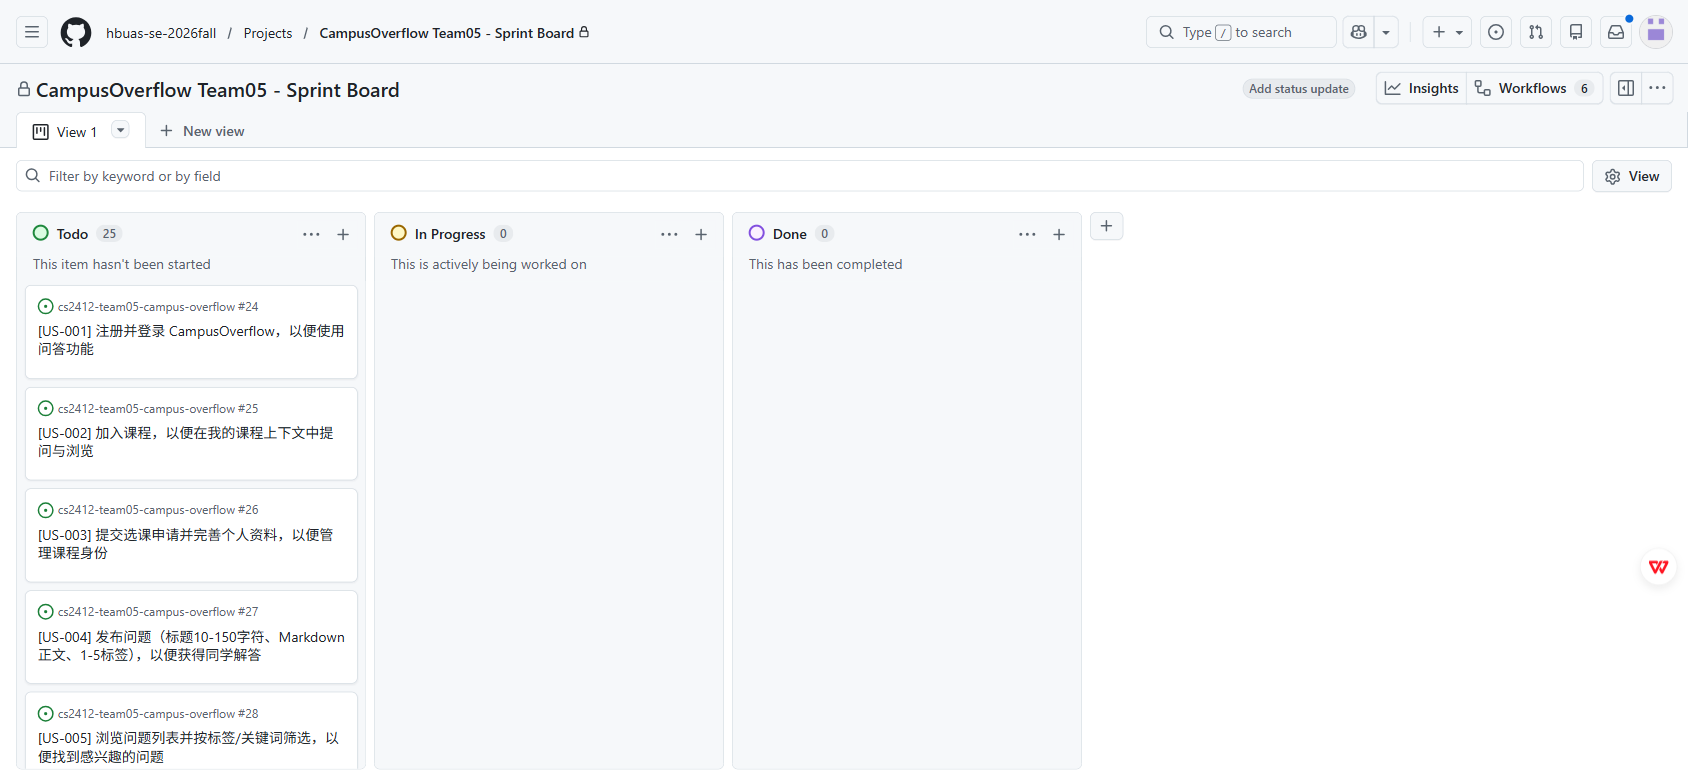 hbuas-se-2026fall / Projects / CampusOverflow Team05 - Sprint Board
Type / to search
CampusOverflow Team05 - Sprint Board
Add status update
Insights
Workflows 6
View 1
New view
Filter by keyword or by field
View
Todo 25
This item hasn't been started
cs2412-team05-campus-overflow #24
[US-001] 注册并登录 CampusOverflow，以便使用
问答功能
cs2412-team05-campus-overflow #25
[US-002] 加入课程，以便在我的课程上下文中提
问与浏览
cs2412-team05-campus-overflow #26
[US-003] 提交选课申请并完善个人资料，以便管
理课程身份
cs2412-team05-campus-overflow #27
[US-004] 发布问题（标题10-150字符、Markdown
正文、1-5标签），以便获得同学解答
cs2412-team05-campus-overflow #28
[US-005] 浏览问题列表并按标签/关键词筛选，以
便找到感兴趣的问题
In Progress 0
This is actively being worked on
Done 0
This has been completed